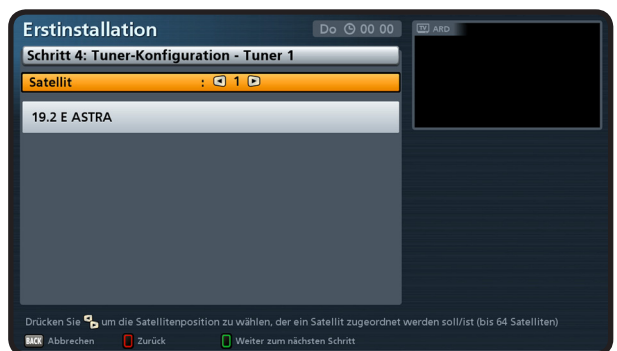 Erstinstallation
Do 00 00
TV ARD
Schritt 4: Tuner-Konfiguration - Tuner 1
Satellit : 1
19.2 E ASTRA
Drücken Sie um die Satellitenposition zu wählen, der ein Satellit zugeordnet werden soll/ist (bis 64 Satelliten)
BACK Abbrechen Zurück Weiter zum nächsten Schritt